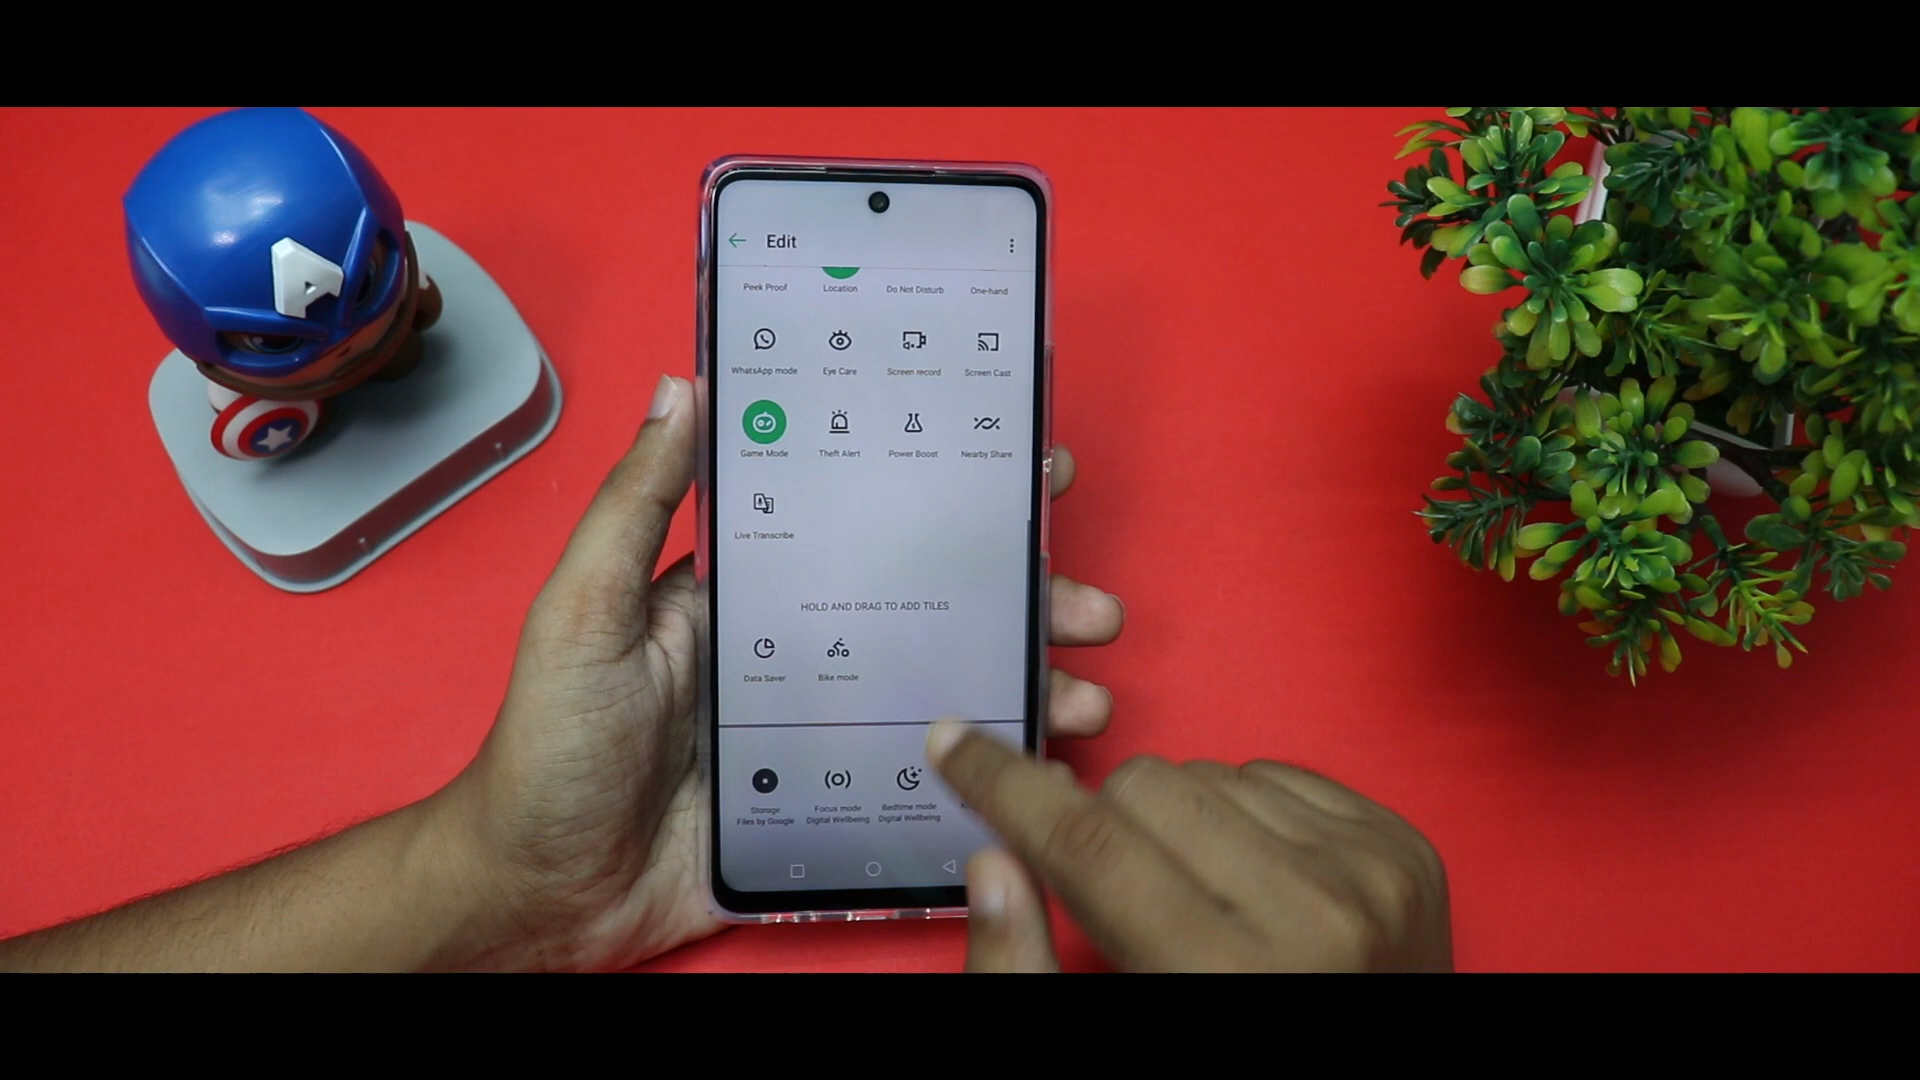 Edit
Peek Proof Location Do Not Disturb One-hand
WhatsApp mode Eye Care Screen record Screen Cast
Game Mode Theft Alert Power Boost Nearby Share
Live Transcribe
HOLD AND DRAG TO ADD TILES
Data Saver Bike mode
Storage Focus mode Bedtime mode
Files by Google Digital Wellbeing Digital Wellbeing
A